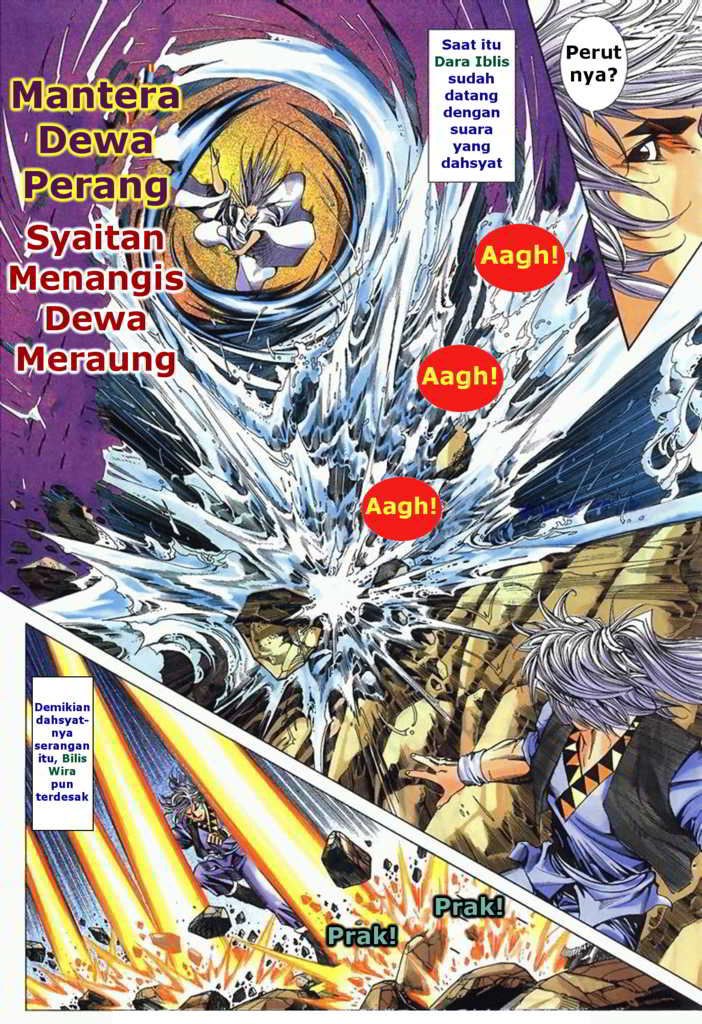 Mantera
Dewa
Perang
Syaitan
Menangis
Dewa
Meraung
Saat itu
Dara Iblis
sudah
datang
dengan
suara
yang
dahsyat
Perut
nya?
Aagh!
Aagh!
Aagh!
Demikian
dahsyat-
nya
serangan
itu, Bilis
Wira
pun
terdesak
Prak!
Prak!